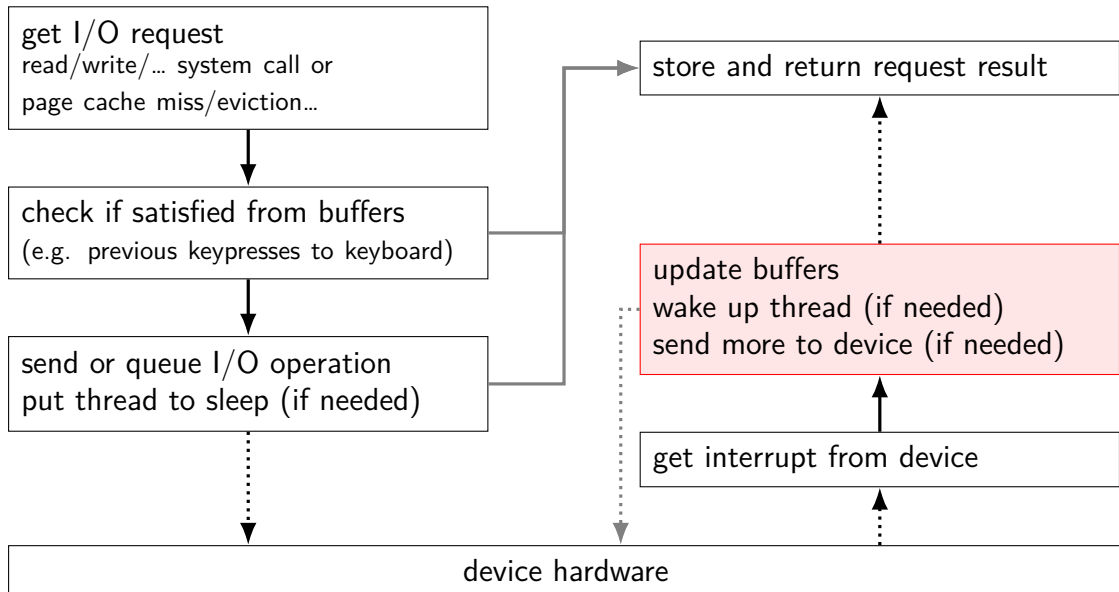 get I/O request
read/write/… system call or
page cache miss/eviction…
store and return request result
check if satisfied from buffers
(e.g. previous keypresses to keyboard)
update buffers
wake up thread (if needed)
send more to device (if needed)
send or queue I/O operation
put thread to sleep (if needed)
get interrupt from device
device hardware